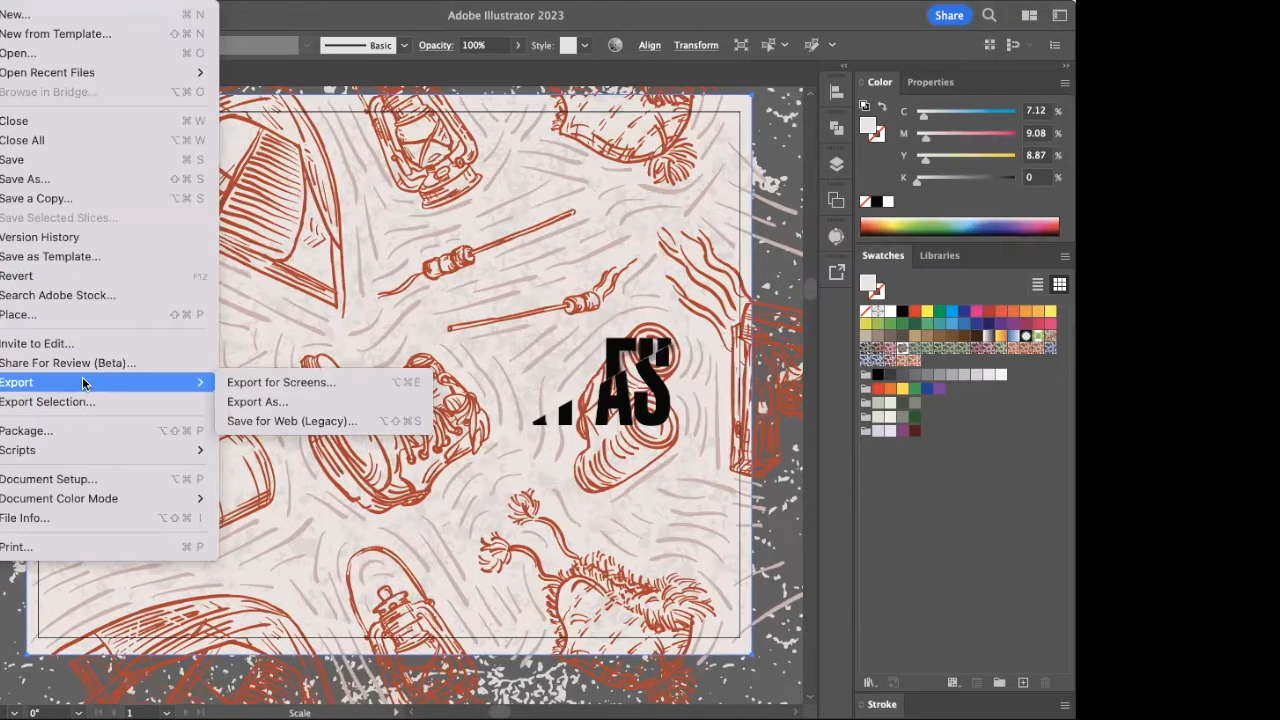 Adobe Illustrator 2023
Share
Basic
Opacity: 100%
Style:
Align
Transform
New... ⌘ N
New from Template... ⇧⌘ N
Open... ⌘ O
Open Recent Files
Browse in Bridge... ⌥⌘ O
Close ⌘ W
Close All ⌥⌘ W
Save ⌘ S
Save As... ⇧⌘ S
Save a Copy... ⌥⌘ S
Save Selected Slices...
Version History
Save as Template...
Revert F12
Search Adobe Stock...
Place... ⇧⌘ P
Invite to Edit...
Share For Review (Beta)...
Export
Export Selection...
Package... ⌥⇧⌘ P
Scripts
Document Setup... ⌥⌘ P
Document Color Mode
File Info... ⌥⇧⌘ I
Print... ⌘ P
Export for Screens... ⌥⌘E
Export As...
Save for Web (Legacy)... ⌥⇧⌘S
AS
Color Properties
C 7.12 %
M 9.08 %
Y 8.87 %
K 0 %
Swatches Libraries
Stroke
0° 1 Scale